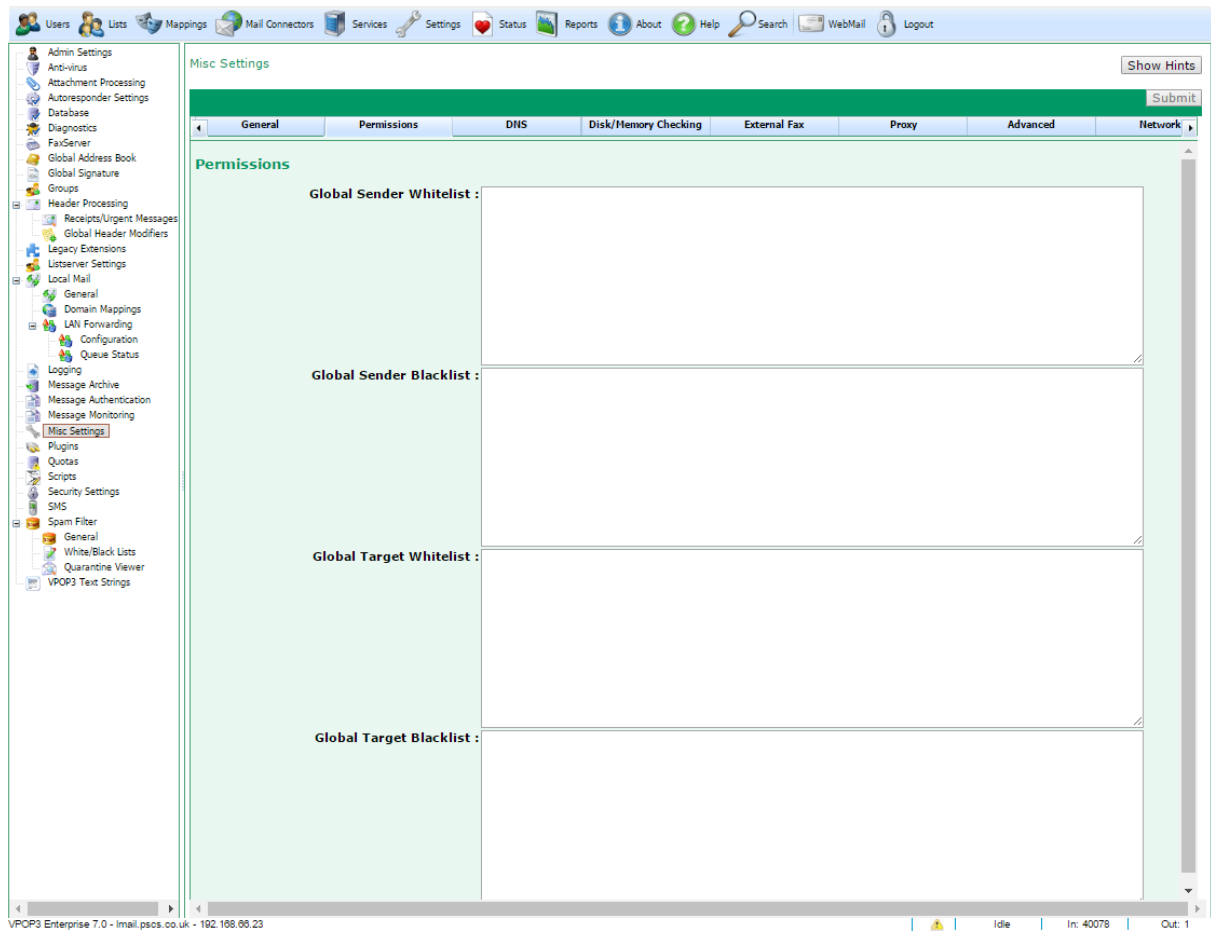 Users Lists Mappings Mail Connectors Services Settings Status Reports About Help Search WebMail Logout
Admin Settings
Anti-virus
Attachment Processing
Autoresponder Settings
Database
Diagnostics
FaxServer
Global Address Book
Global Signature
Groups
Header Processing
Receipts/Urgent Messages
Global Header Modifiers
Legacy Extensions
Listserver Settings
Local Mail
General
Domain Mappings
LAN Forwarding
Configuration
Queue Status
Logging
Message Archive
Message Authentication
Message Monitoring
Misc Settings
Plugins
Quotas
Scripts
Security Settings
SMS
Spam Filter
General
White/Black Lists
Quarantine Viewer
VPOP3 Text Strings
Misc Settings
Show Hints
Submit
General Permissions DNS Disk/Memory Checking External Fax Proxy Advanced Network
Permissions
Global Sender Whitelist :
Global Sender Blacklist :
Global Target Whitelist :
Global Target Blacklist :
VPOP3 Enterprise 7.0 - lmail.pscs.co.uk - 192.168.66.23
Idle In: 40078 Out: 1